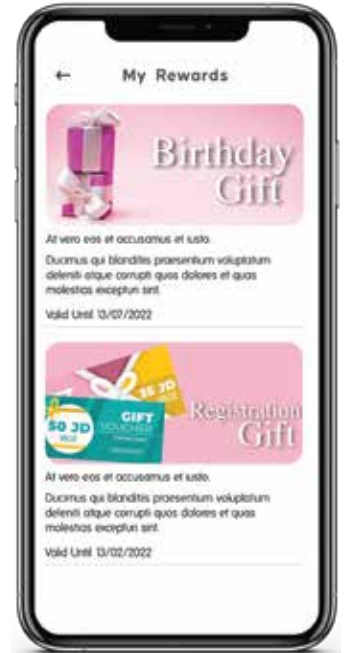 ← My Rewards
Birthday
Gift
At vero eos et accusamus et iusto.
Ducimus qui blanditiis praesentium voluptatum
deleniti atque corrupti quos dolores et quas
molestias excepturi sint.
Valid Until 13/07/2022
35 JD
GIFT
VOUCHER
50 JD
Registration
Gift
At vero eos et accusamus et iusto.
Ducimus qui blanditiis praesentium voluptatum
deleniti atque corrupti quos dolores et quas
molestias excepturi sint.
Valid Until 13/02/2022